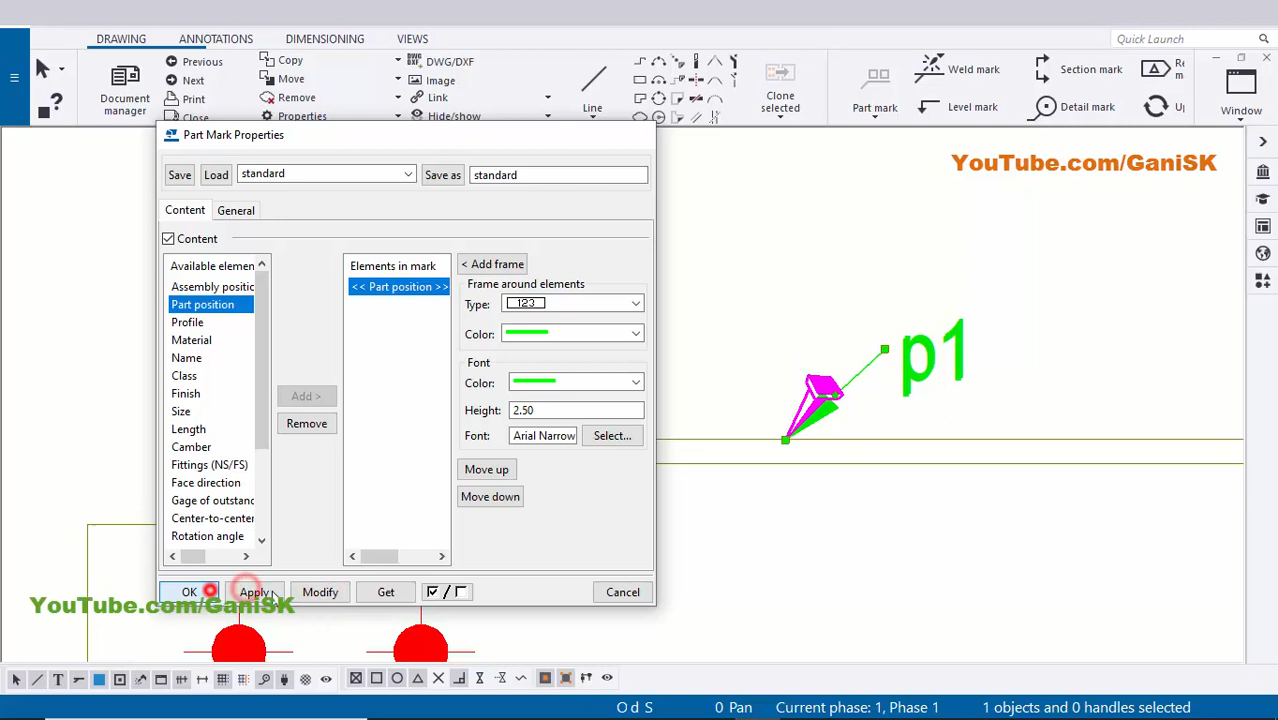 DRAWING ANNOTATIONS DIMENSIONING VIEWS Quick Launch
Previous Copy DWG/DXF
Next Move Image
Print Remove Link
Close Properties Level mark Hide/show
Document manager
Line
Clone selected
Part mark
Weld mark
Level mark
Section mark
Detail mark
Window
Part Mark Properties
Save Load standard Save as standard
Content General
Content
Available elemen
Assembly positio
Part position
Profile
Material
Name
Class
Finish
Size
Length
Camber
Fittings (NS/FS)
Face direction
Gage of outstand
Center-to-center
Rotation angle
Add >
Remove
Elements in mark
<< Part position >>
< Add frame
Frame around elements
Type: 123
Color:
Font
Color:
Height: 2.50
Font: Arial Narrow Select...
Move up
Move down
OK Apply Modify Get / Cancel
p1
YouTube.com/GaniSK
YouTube.com/GaniSK
O d S 0 Pan Current phase: 1, Phase 1 1 objects and 0 handles selected